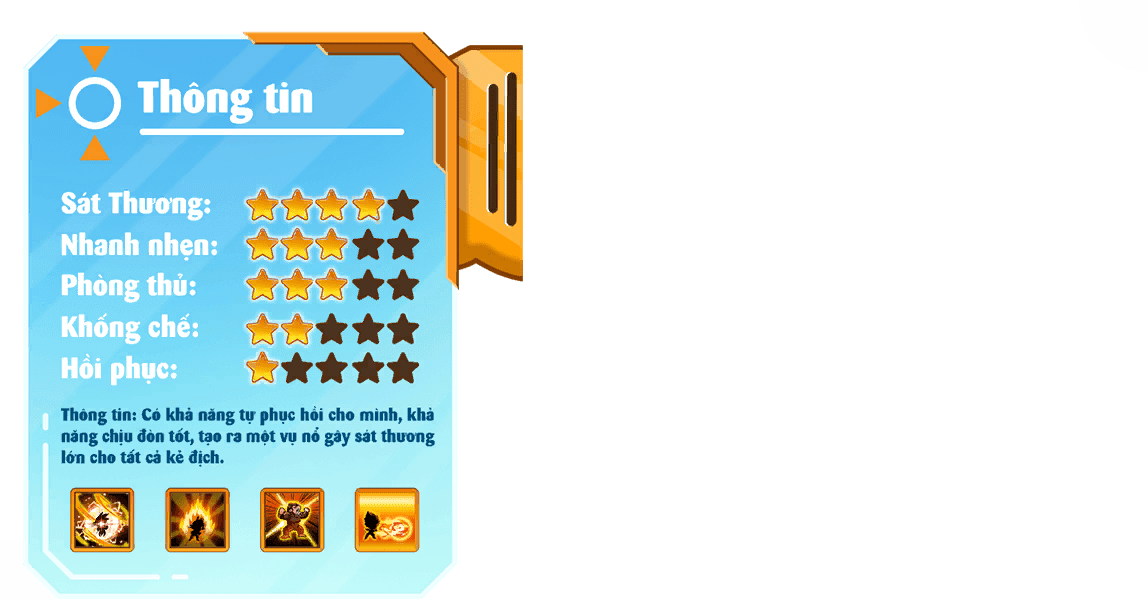 Thông tin
Sát Thương:
Nhanh nhẹn:
Phòng thủ:
Khống chế:
Hồi phục:
Thông tin: Có khả năng tự phục hồi cho mình, khả
năng chịu đòn tốt, tạo ra một vụ nổ gây sát thương
lớn cho tất cả kẻ địch.